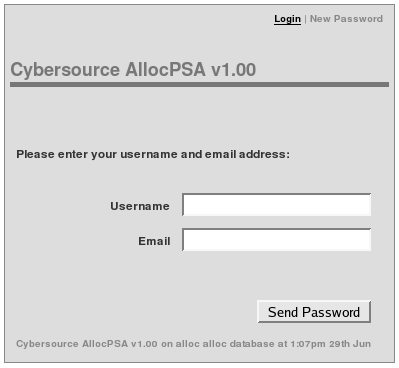 Login | New Password
Cybersource AllocPSA v1.00
Please enter your username and email address:
Username
Email
Send Password
Cybersource AllocPSA v1.00 on alloc alloc database at 1:07pm 29th Jun